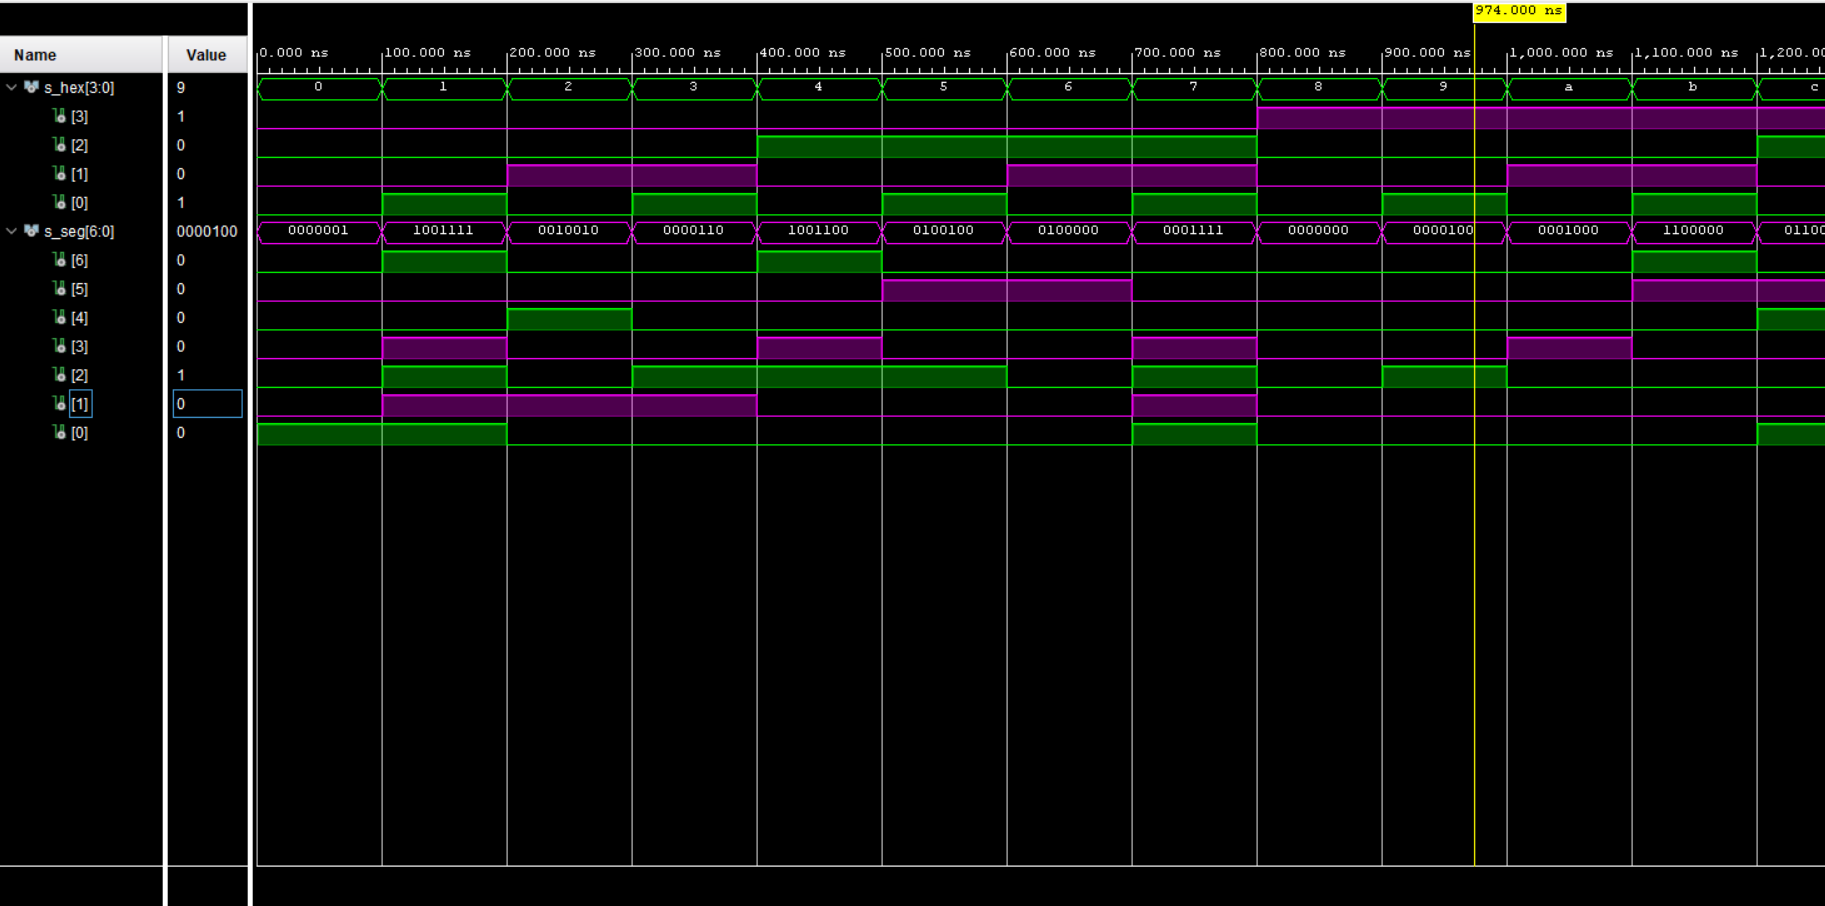 974.000 ns
Name Value 0.000 ns 100.000 ns 200.000 ns 300.000 ns 400.000 ns 500.000 ns 600.000 ns 700.000 ns 800.000 ns 900.000 ns 1,000.000 ns 1,100.000 ns 1,200.0
s_hex[3:0] 9 0 1 2 3 4 5 6 7 8 9 a b c
[3] 1
[2] 0
[1] 0
[0] 1
s_seg[6:0] 0000100 0000001 1001111 0010010 0000110 1001100 0100100 0100000 0001111 0000000 0000100 0001000 1100000 01100
[6] 0
[5] 0
[4] 0
[3] 0
[2] 1
[1] 0
[0] 0